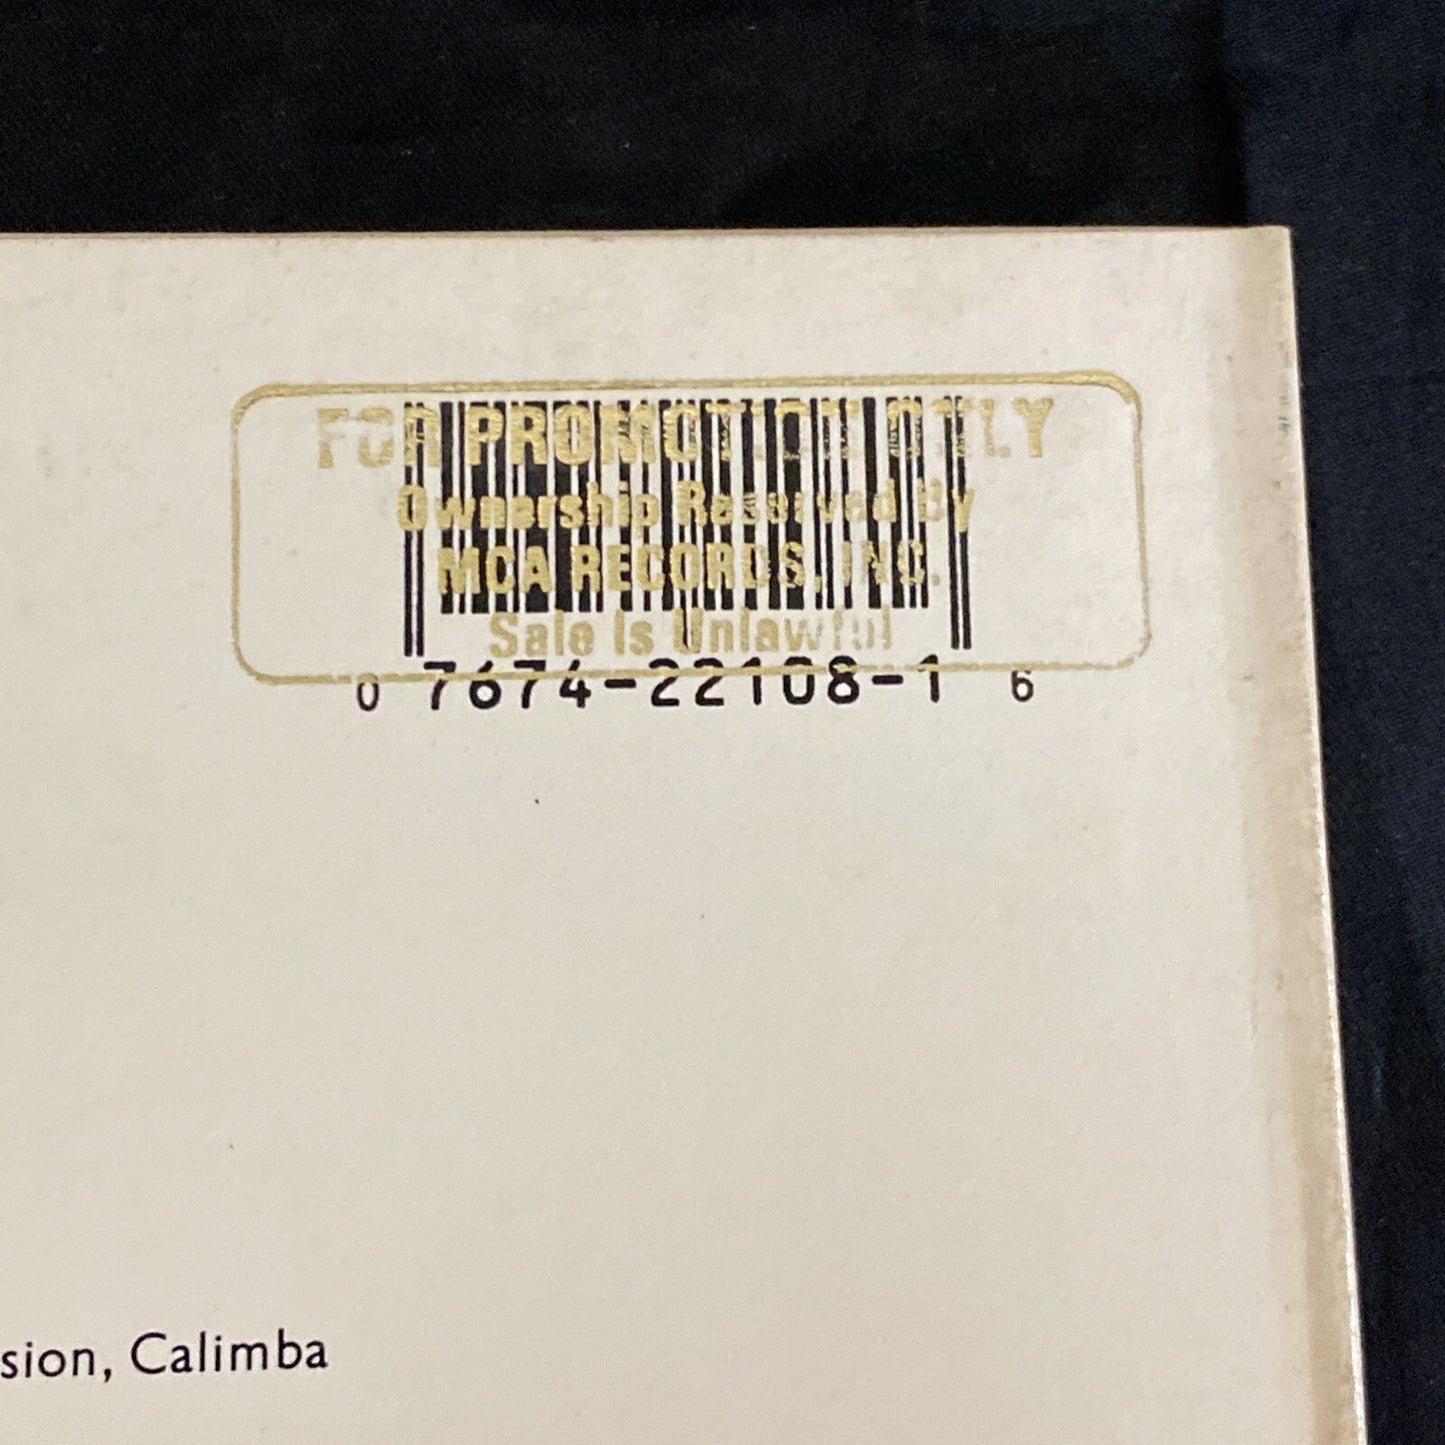 FOR PROMOTION ONLY
Ownership Reserved By
MCA RECORDS, INC.
Sale Is Unlawful
0 7674-22108-1 6
sion, Calimba